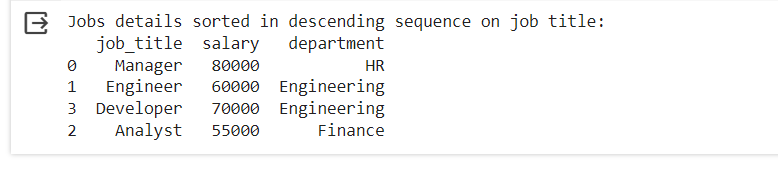 Jobs details sorted in descending sequence on job title:
job_title salary department
0 Manager 80000 HR
1 Engineer 60000 Engineering
3 Developer 70000 Engineering
2 Analyst 55000 Finance